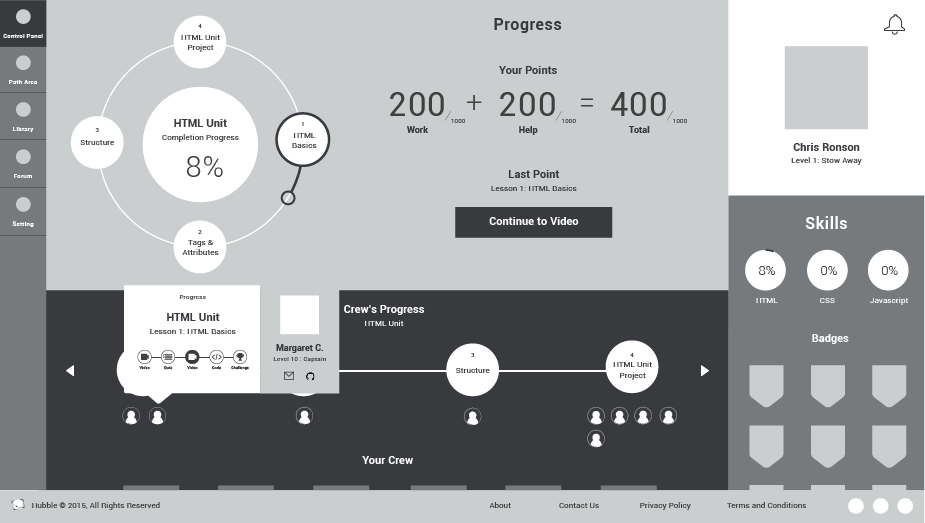 Control Panel
Path Area
Library
Forum
Setting
4
HTML Unit
Project
3
Structure
HTML Unit
Completion Progress
8%
1
HTML
Basics
2
Tags &
Attributes
Progress
Your Points
200/1000 + 200/1000 = 400/1000
Work Help Total
Last Point
Lesson 1: HTML Basics
Continue to Video
Chris Ronson
Level 1: Stow Away
Skills
8% 0% 0%
HTML CSS Javascript
Badges
Crew's Progress
HTML Unit
Progress
HTML Unit
Lesson 1: HTML Basics
Video Quiz Video Code Challenge
Margaret C.
Level 10 : Captain
3
Structure
4
HTML Unit
Project
Your Crew
Hubble © 2015, All Rights Reserved
About Contact Us Privacy Policy Terms and Conditions